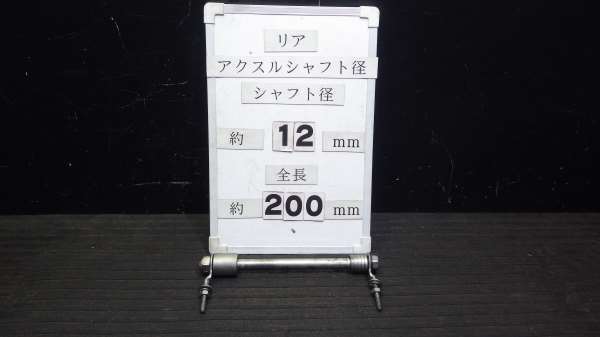 リア
アクスルシャフト径
シャフト径
約 12 mm
全長
約 200 mm